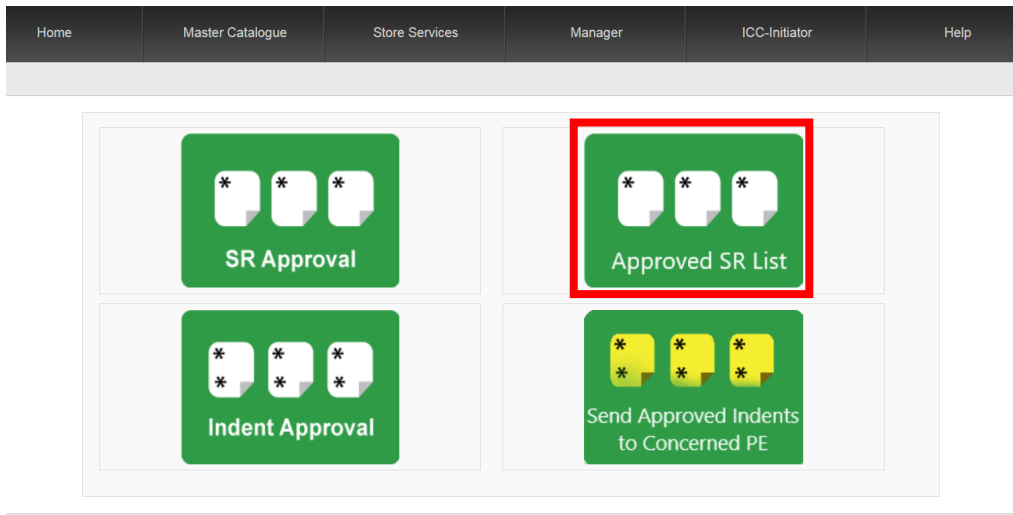 Home Master Catalogue Store Services Manager ICC-Initiator Help
* * *
SR Approval
* * *
Approved SR List
* * *
* * *
Indent Approval
* * *
* * *
Send Approved Indents
to Concerned PE